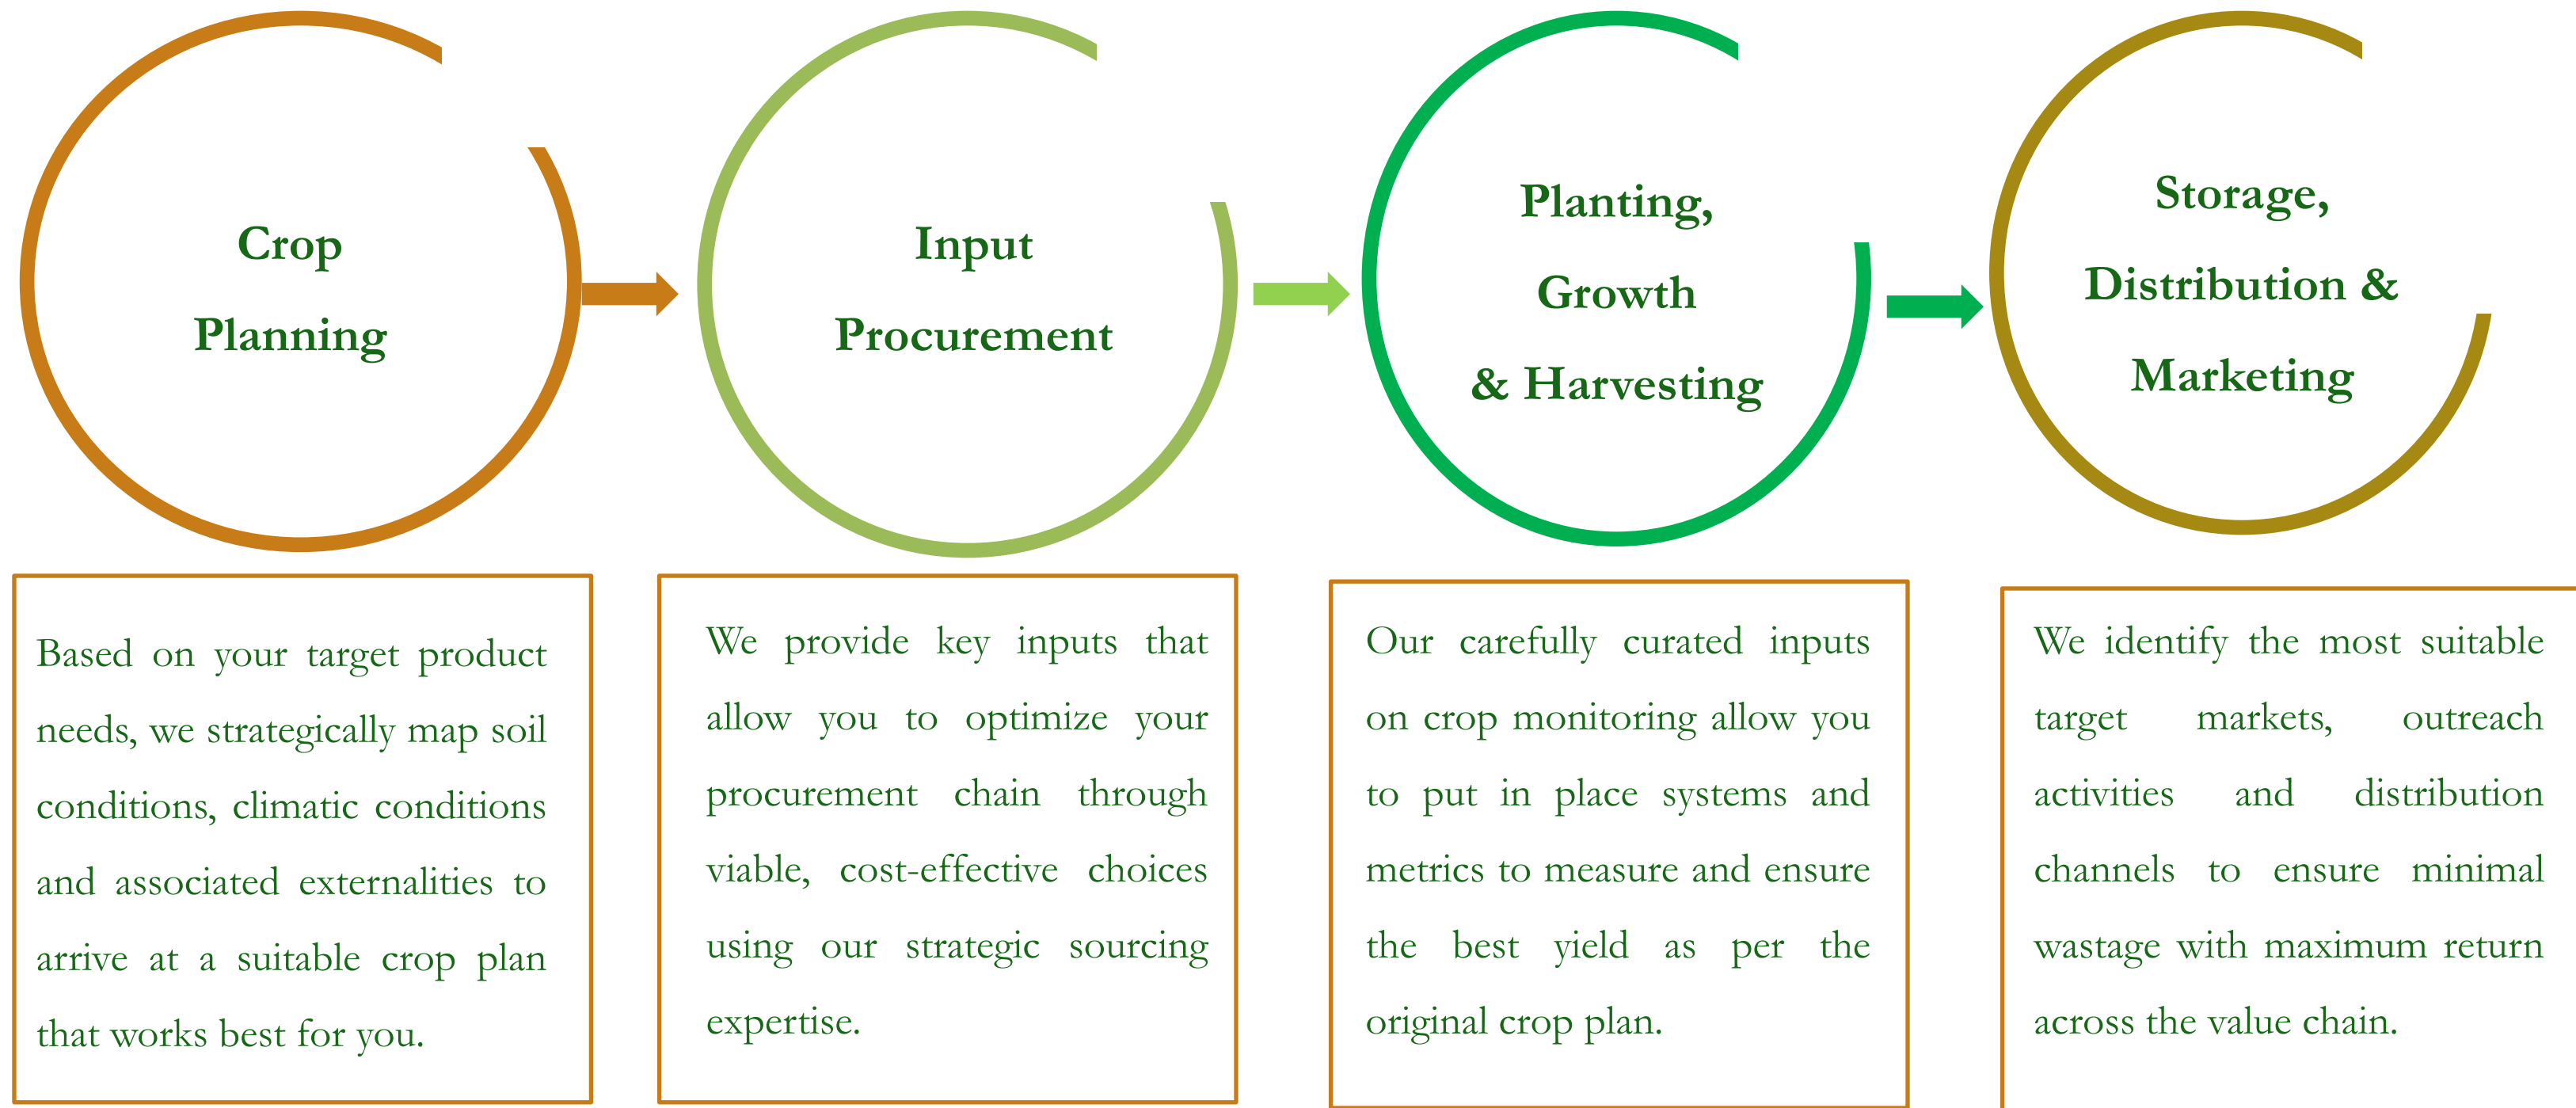 Crop
Planning
Input
Procurement
Planting,
Growth
& Harvesting
Storage,
Distribution &
Marketing
Based on your target product
needs, we strategically map soil
conditions, climatic conditions
and associated externalities to
arrive at a suitable crop plan
that works best for you.
We provide key inputs that
allow you to optimize your
procurement chain through
viable, cost-effective choices
using our strategic sourcing
expertise.
Our carefully curated inputs
on crop monitoring allow you
to put in place systems and
metrics to measure and ensure
the best yield as per the
original crop plan.
We identify the most suitable
target markets, outreach
activities and distribution
channels to ensure minimal
wastage with maximum return
across the value chain.